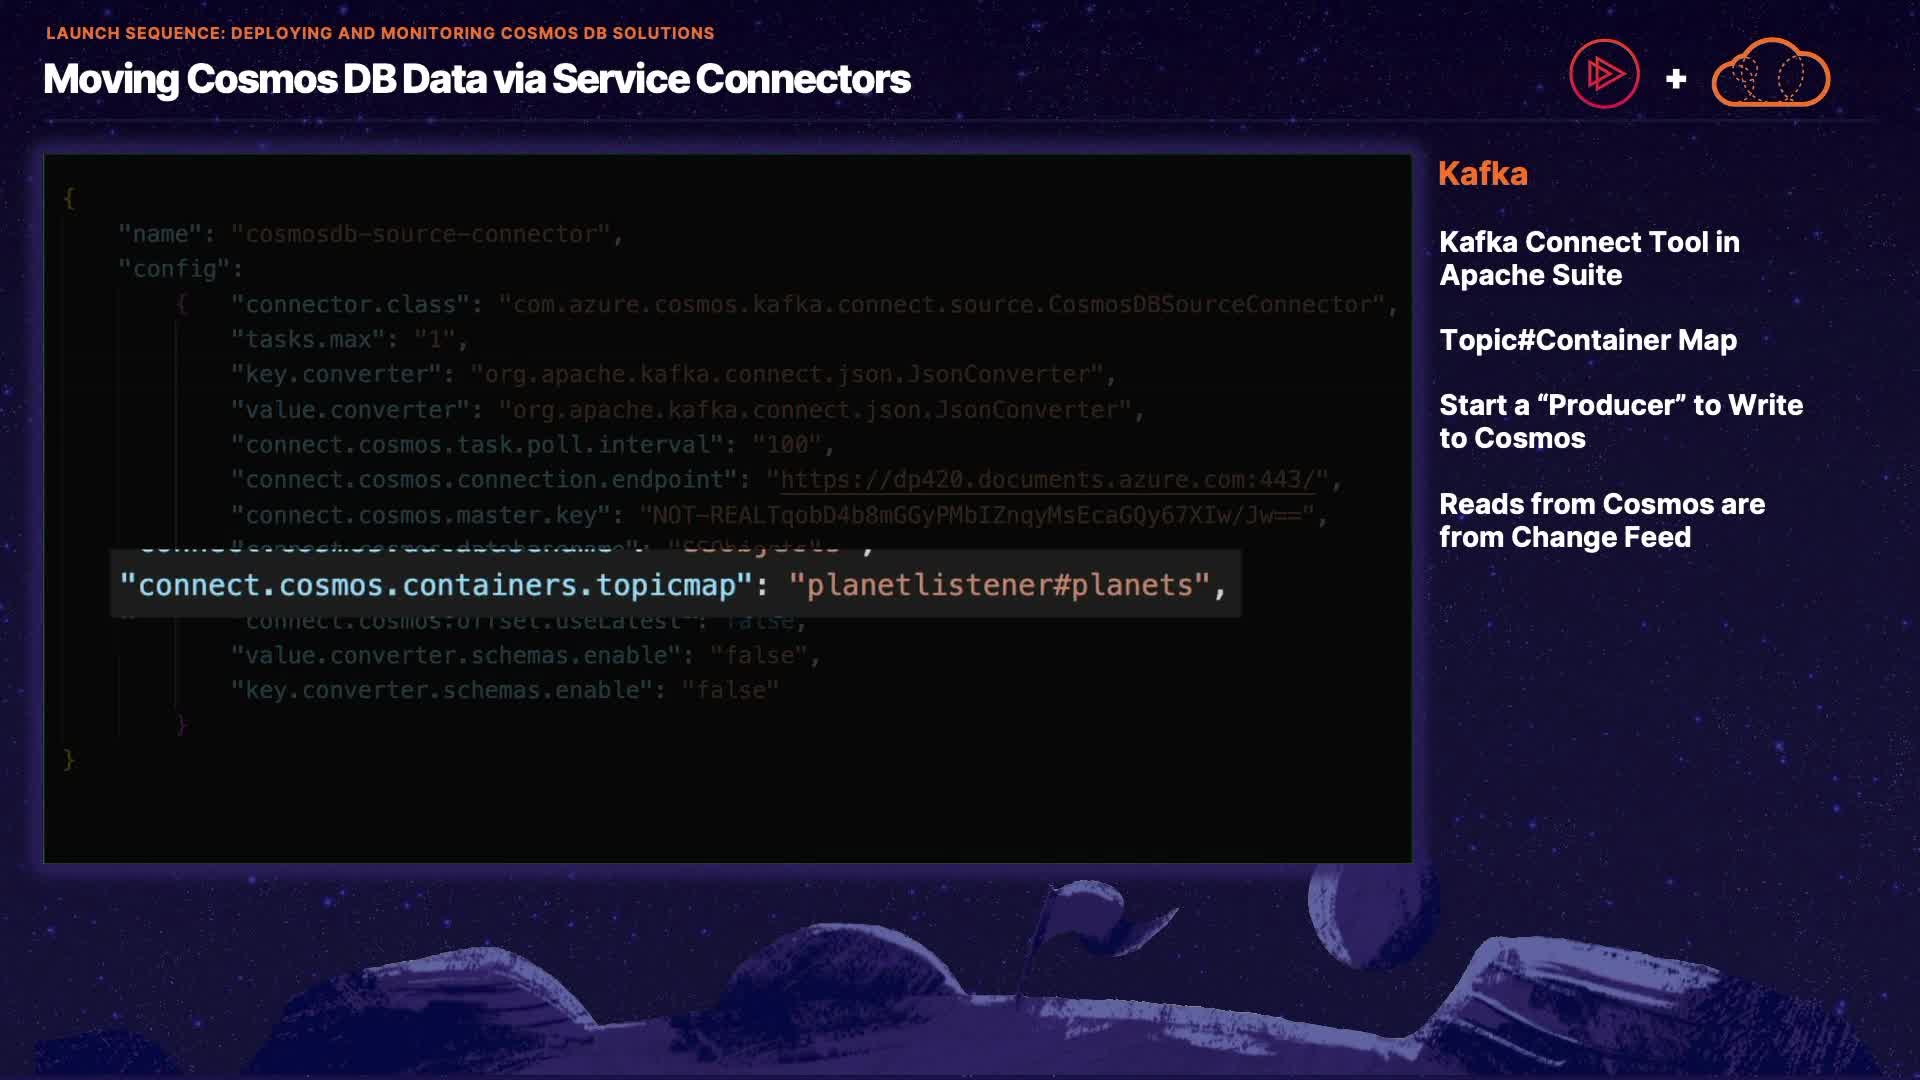 LAUNCH SEQUENCE: DEPLOYING AND MONITORING COSMOS DB SOLUTIONS
Moving Cosmos DB Data via Service Connectors
{
"name": "cosmosdb-source-connector",
"config":
{ "connector.class": "com.azure.cosmos.kafka.connect.source.CosmosDBSourceConnector",
"tasks.max": "1",
"key.converter": "org.apache.kafka.connect.json.JsonConverter",
"value.converter": "org.apache.kafka.connect.json.JsonConverter",
"connect.cosmos.task.poll.interval": "100",
"connect.cosmos.connection.endpoint": "https://dp420.documents.azure.com:443/",
"connect.cosmos.master.key": "NOT-REALTqobD4b8mGGyPMbIZnqyMsEcaGQy67XIw/Jw==",
"connect.cosmos.containers.topicmap": "planetlistener#planets",
"connect.cosmos.offset.useLatest": false,
"value.converter.schemas.enable": "false",
"key.converter.schemas.enable": "false"
}
}
Kafka
Kafka Connect Tool in
Apache Suite
Topic#Container Map
Start a “Producer” to Write
to Cosmos
Reads from Cosmos are
from Change Feed
+